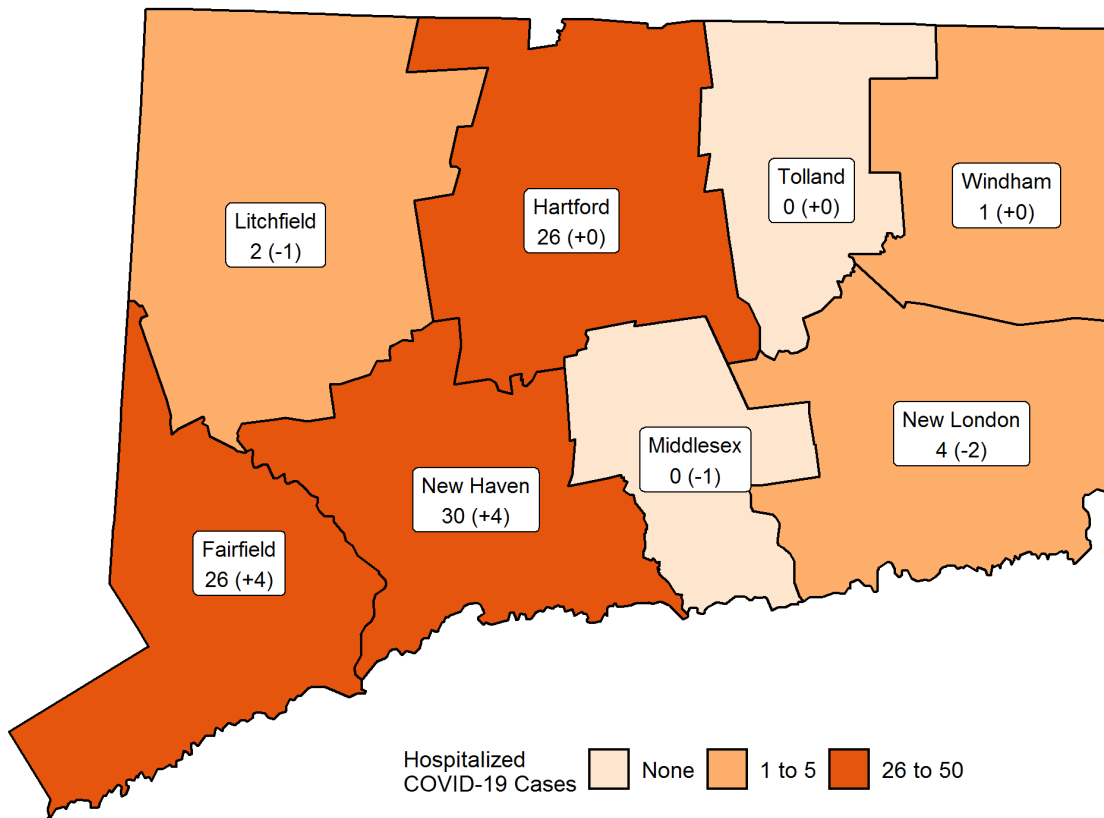 Litchfield
2 (-1)
Hartford
26 (+0)
Tolland
0 (+0)
Windham
1 (+0)
Fairfield
26 (+4)
New Haven
30 (+4)
Middlesex
0 (-1)
New London
4 (-2)
Hospitalized
COVID-19 Cases
None
1 to 5
26 to 50